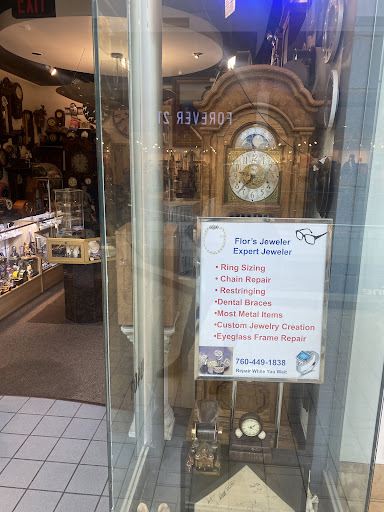 EXIT
FOREVER 21
Flor's Jeweler
Expert Jeweler
• Ring Sizing
• Chain Repair
• Restringing
•Dental Braces
•Most Metal Items
•Custom Jewelry Creation
•Eyeglass Frame Repair
760-449-1838
Repair While You Wait